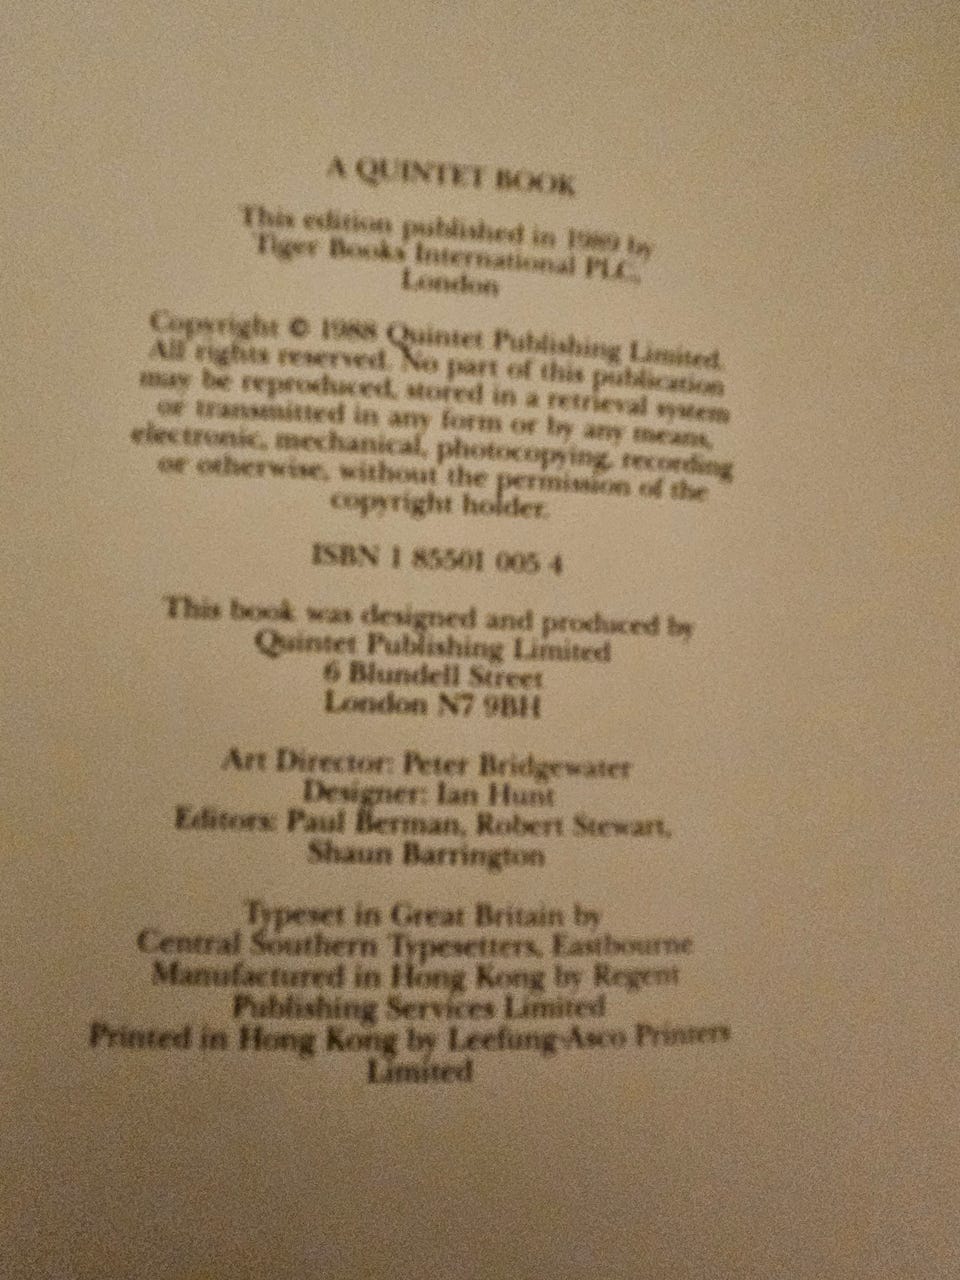 A QUINTET BOOK
This edition published in 1989 by
Tiger Books International PLC.,
London
Copyright © 1988 Quintet Publishing Limited.
All rights reserved. No part of this publication
may be reproduced, stored in a retrieval system
or transmitted in any form or by any means,
electronic, mechanical, photocopying, recording
or otherwise, without the permission of the
copyright holder.
ISBN 1 85501 005 4
This book was designed and produced by
Quintet Publishing Limited
6 Blundell Street
London N7 9BH
Art Director: Peter Bridgewater
Designer: Ian Hunt
Editors: Paul Berman, Robert Stewart,
Shaun Barrington
Typeset in Great Britain by
Central Southern Typesetters, Eastbourne
Manufactured in Hong Kong by Regent
Publishing Services Limited
Printed in Hong Kong by Leefung-Asco Printers
Limited